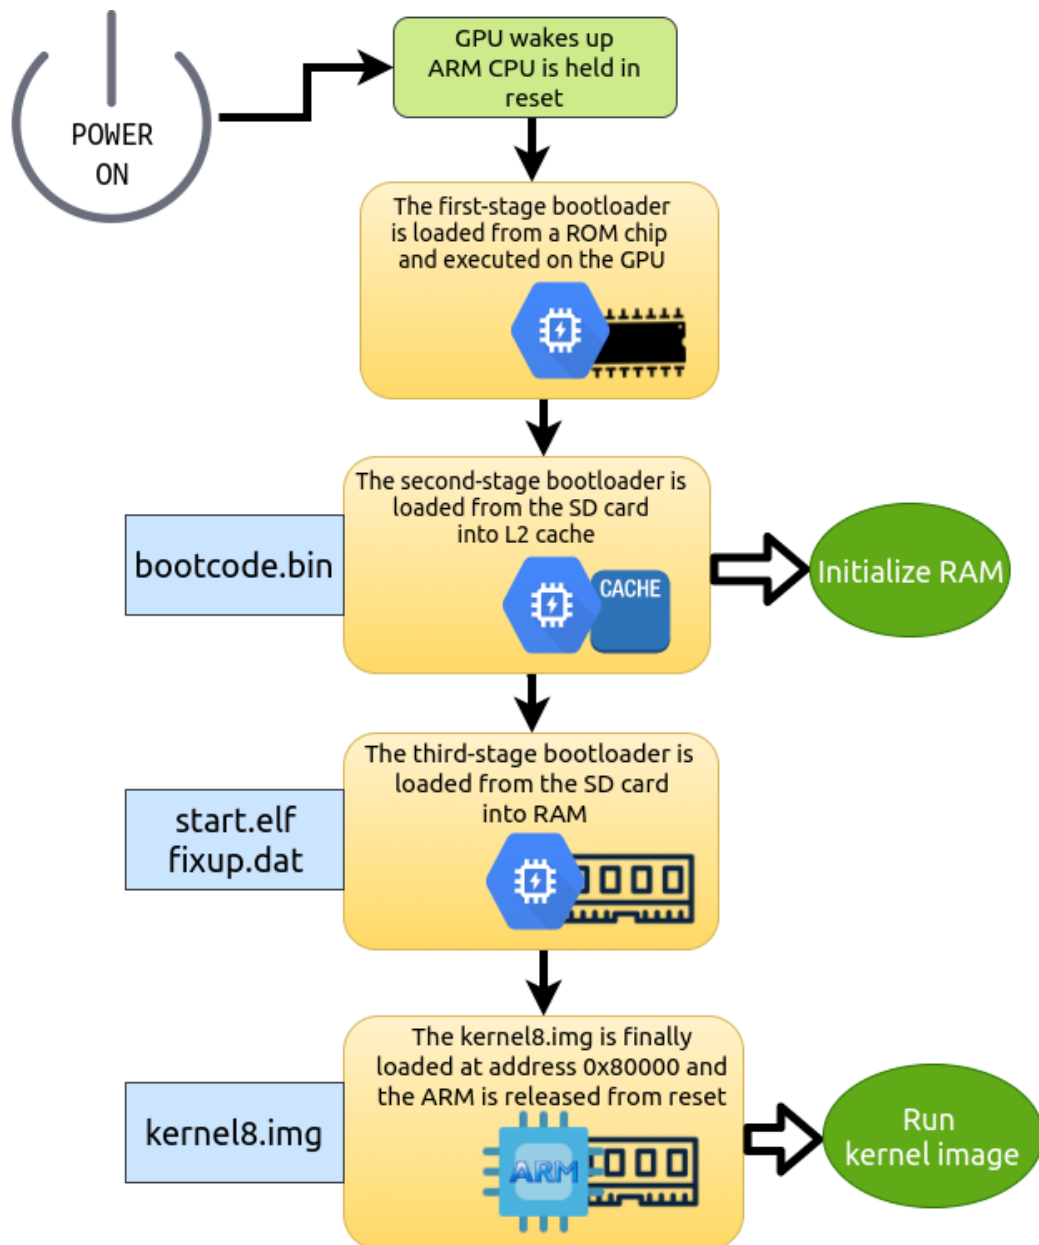 POWER
ON
GPU wakes up
ARM CPU is held in
reset
The first-stage bootloader
is loaded from a ROM chip
and executed on the GPU
The second-stage bootloader is
loaded from the SD card
into L2 cache
bootcode.bin
CACHE
Initialize RAM
The third-stage bootloader is
loaded from the SD card
into RAM
start.elf
fixup.dat
The kernel8.img is finally
loaded at address 0x80000 and
the ARM is released from reset
kernel8.img
ARM
Run
kernel image